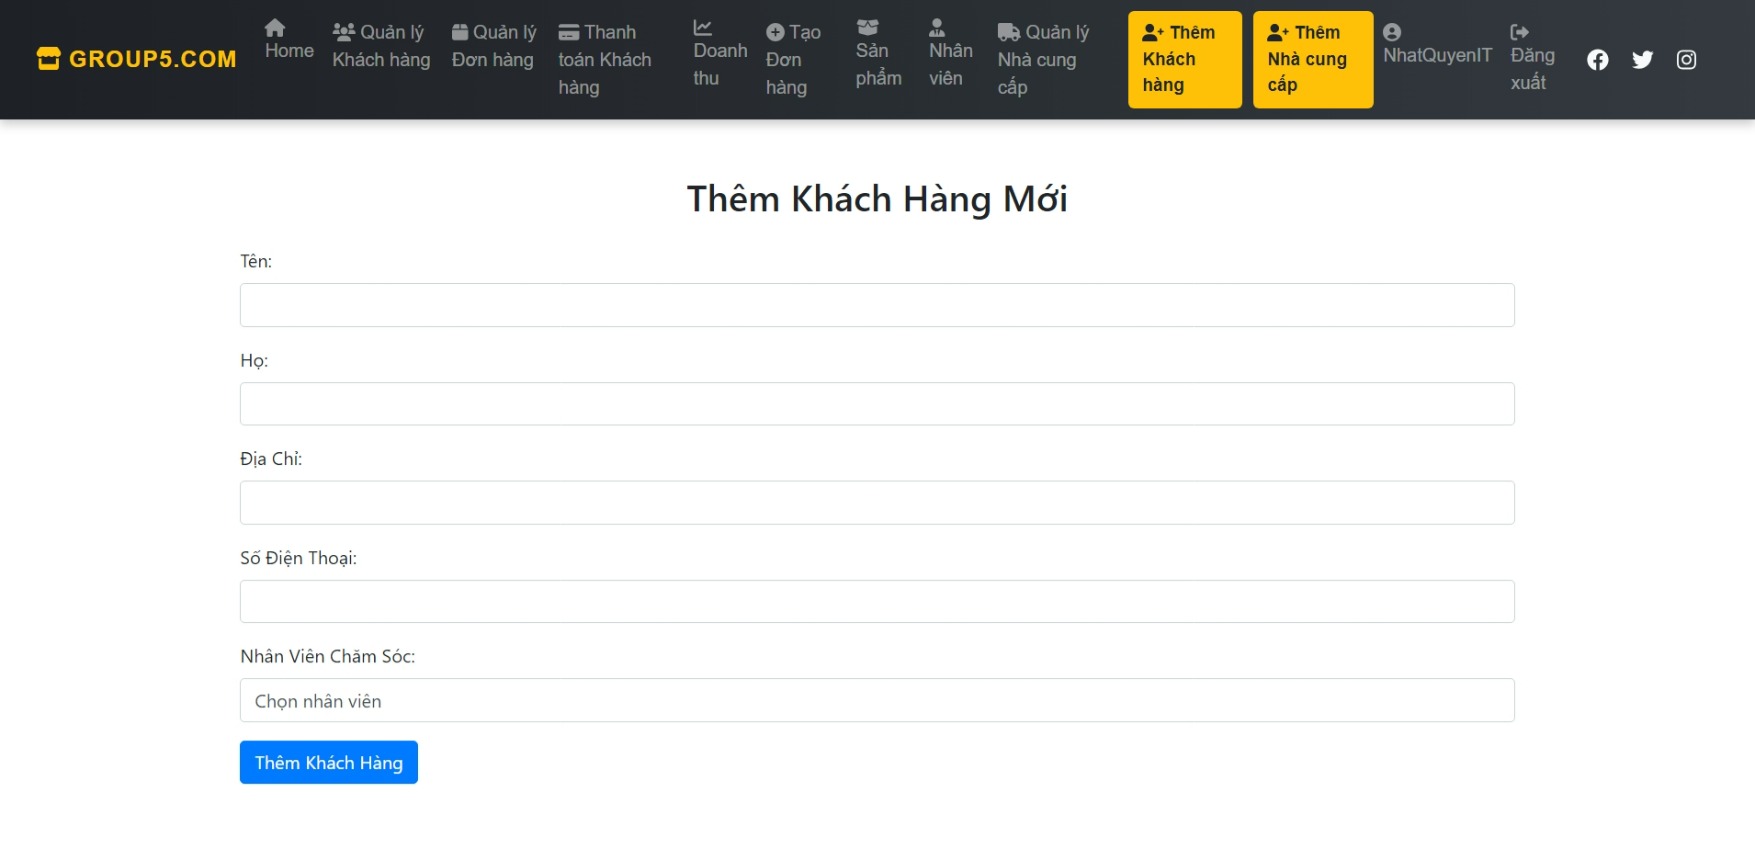 GROUP5.COM
Home
Quản lý
Khách hàng
Quản lý
Đơn hàng
Thanh
toán Khách
hàng
Doanh
thu
Tạo
Đơn
hàng
Sản
phẩm
Nhân
viên
Quản lý
Nhà cung
cấp
Thêm
Khách
hàng
Thêm
Nhà cung
cấp
NhatQuyenIT
Đăng
xuất
Thêm Khách Hàng Mới
Tên:
Họ:
Địa Chỉ:
Số Điện Thoại:
Nhân Viên Chăm Sóc:
Chọn nhân viên
Thêm Khách Hàng